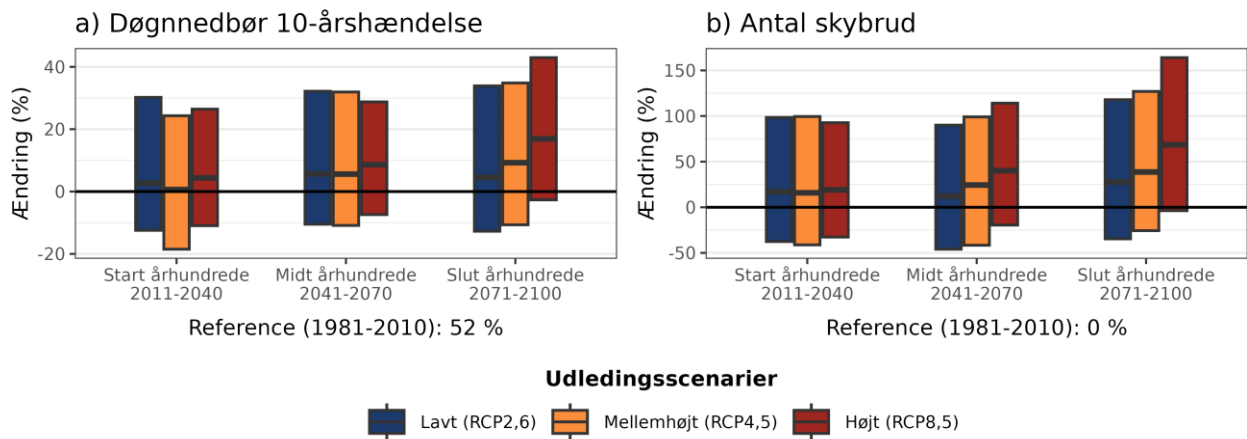 a) Døgnnedbør 10-årshændelse
Ændring (%)
40
20
0
-20
Start århundrede
2011-2040
Midt århundrede
2041-2070
Slut århundrede
2071-2100
Reference (1981-2010): 52 %
b) Antal skybrud
Ændring (%)
150
100
50
0
-50
Start århundrede
2011-2040
Midt århundrede
2041-2070
Slut århundrede
2071-2100
Reference (1981-2010): 0 %
Udledingsscenarier
Lavt (RCP2,6)
Mellemhøjt (RCP4,5)
Højt (RCP8,5)